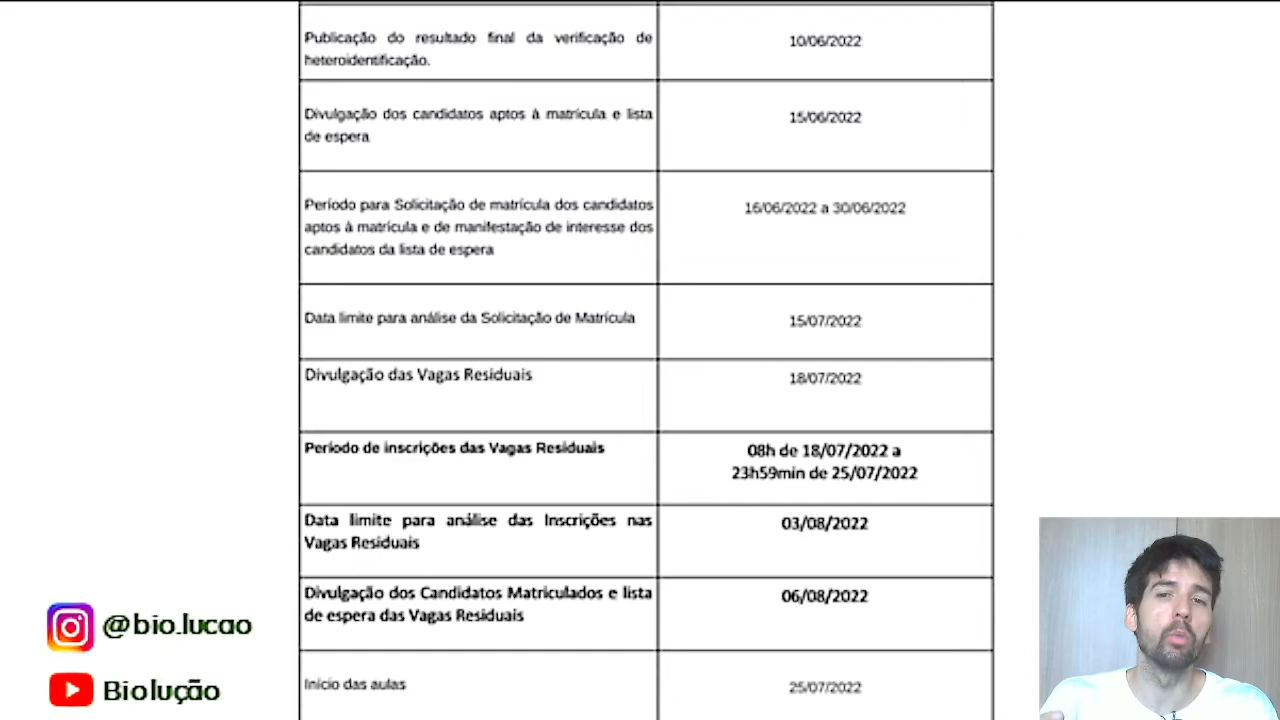 Publicação do resultado final da verificação de
heteroidentificação.
10/06/2022
Divulgação dos candidatos aptos à matrícula e lista
de espera
15/06/2022
Período para Solicitação de matrícula dos candidatos
aptos à matrícula e de manifestação de interesse dos
candidatos da lista de espera
16/06/2022 a 30/06/2022
Data limite para análise da Solicitação de Matrícula
15/07/2022
Divulgação das Vagas Residuais
18/07/2022
Período de inscrições das Vagas Residuais
08h de 18/07/2022 a
23h59min de 25/07/2022
Data limite para análise das Inscrições nas
Vagas Residuais
03/08/2022
Divulgação dos Candidatos Matriculados e lista
de espera das Vagas Residuais
06/08/2022
Início das aulas
25/07/2022
@bio.lucao
Biolução